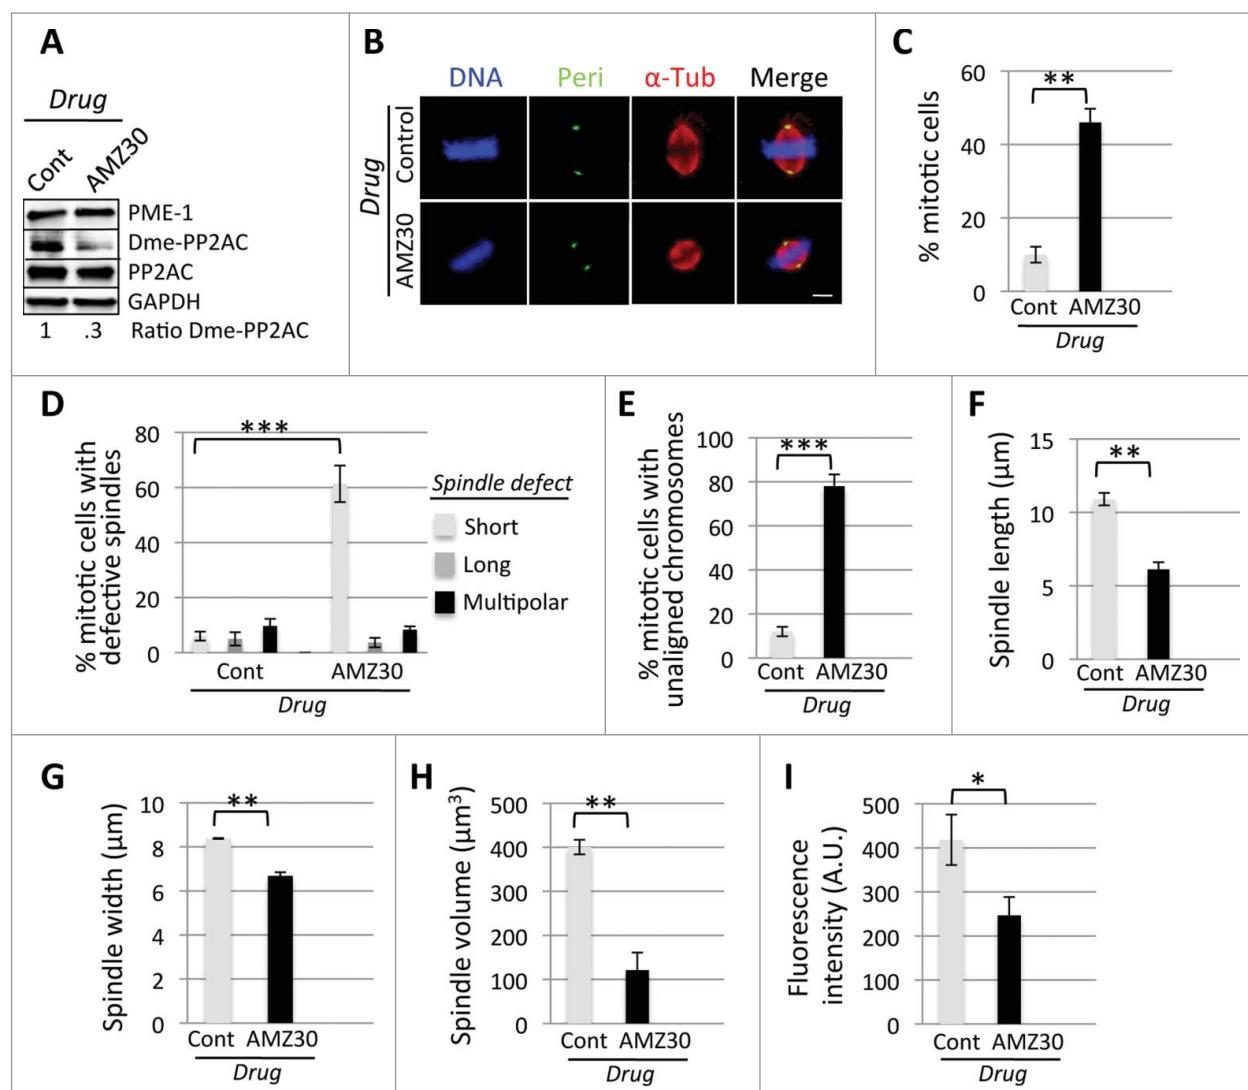 A
Drug
Cont
AMZ30
PME-1
Dme-PP2AC
PP2AC
GAPDH
1 .3 Ratio Dme-PP2AC
B
DNA Peri α-Tub Merge
Drug
Control
AMZ30
C
% mitotic cells
60
40
20
0
**
Cont AMZ30
Drug
D
% mitotic cells with
defective spindles
80
60
40
20
0
***
Cont AMZ30
Drug
Spindle defect
Short
Long
Multipolar
E
% mitotic cells with
unaligned chromosomes
100
80
60
40
20
0
***
Cont AMZ30
Drug
F
Spindle length (μm)
15
10
5
0
**
Cont AMZ30
Drug
G
Spindle width (μm)
10
8
6
4
2
0
**
Cont AMZ30
Drug
H
Spindle volume (μm³)
500
400
300
200
100
0
**
Cont AMZ30
Drug
I
Fluorescence
intensity (A.U.)
500
400
300
200
100
0
*
Cont AMZ30
Drug